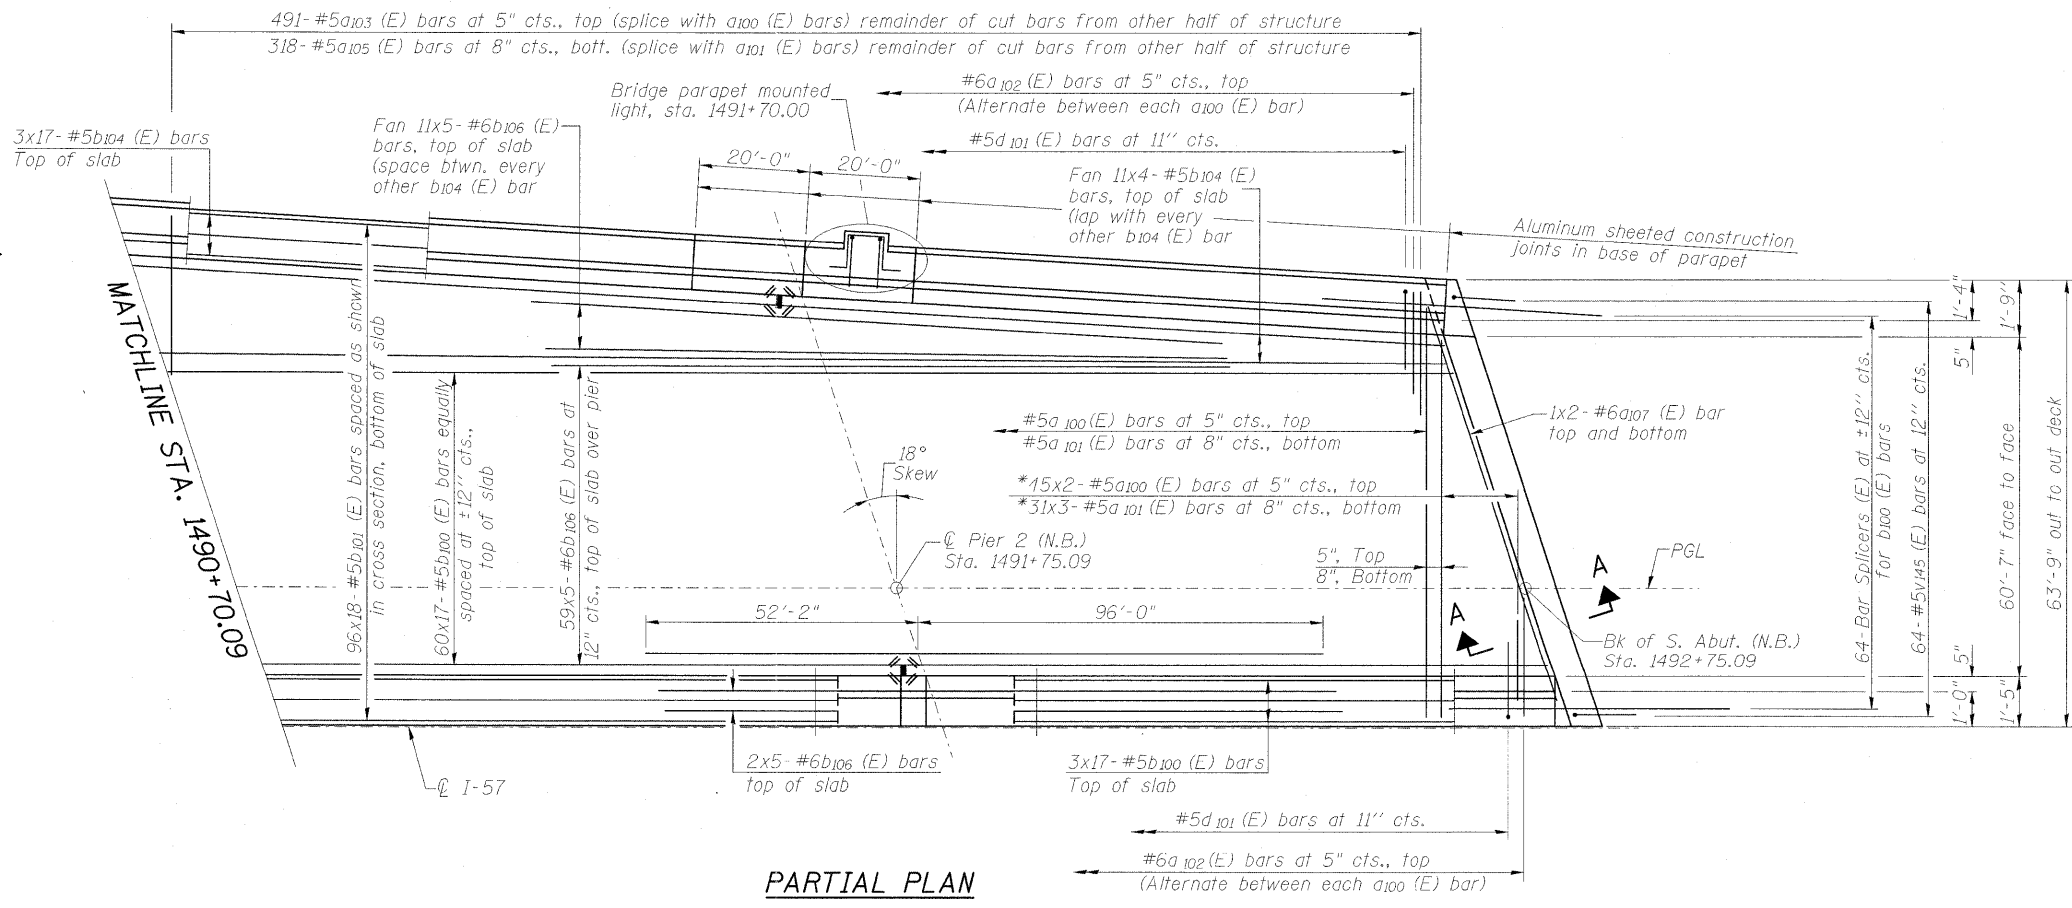 491-#5a103 (E) bars at 5" cts., top (splice with a100 (E) bars) remainder of cut bars from other half of structure
318-#5a105 (E) bars at 8" cts., bott. (splice with a101 (E) bars) remainder of cut bars from other half of structure
#6a102 (E) bars at 5" cts., top
(Alternate between each a100 (E) bar)
Bridge parapet mounted
light, sta. 1491+70.00
3x17-#5b104 (E) bars
Top of slab
Fan 11x5-#6b106 (E)
bars, top of slab
(space btwn. every
other b104 (E) bar
#5d101 (E) bars at 11" cts.
20'-0"
20'-0"
Fan 11x4-#5b104 (E)
bars, top of slab
(lap with every
other b104 (E) bar
Aluminum sheeted construction
joints in base of parapet
MATCHLINE STA. 1490+70.09
96x18-#5b101 (E) bars spaced as shown
in cross section, bottom of slab
60x17-#5b100 (E) bars equally
spaced at ±12" cts.,
top of slab
59x5-#6b106 (E) bars at
12" cts., top of slab over pier
18°
Skew
#5a100 (E) bars at 5" cts., top
#5a101 (E) bars at 8" cts., bottom
*45x2-#5a100 (E) bars at 5" cts., top
*31x3-#5a101 (E) bars at 8" cts., bottom
1x2-#6a107 (E) bar
top and bottom
℄ Pier 2 (N.B.)
Sta. 1491+75.09
5", Top
8", Bottom
PGL
A
A
52'-2"
96'-0"
Bk of S. Abut. (N.B.)
Sta. 1492+75.09
64-Bar Splicers (E) at ±12" cts.
for b100 (E) bars
64-#5v145 (E) bars at 12" cts.
1'-4"
5"
1'-9"
60'-7" face to face
63'-9" out to out deck
5"
1'-0"
1'-5"
℄ I-57
2x5-#6b106 (E) bars
top of slab
3x17-#5b100 (E) bars
Top of slab
#5d101 (E) bars at 11" cts.
#6a102 (E) bars at 5" cts., top
(Alternate between each a100 (E) bar)
PARTIAL PLAN